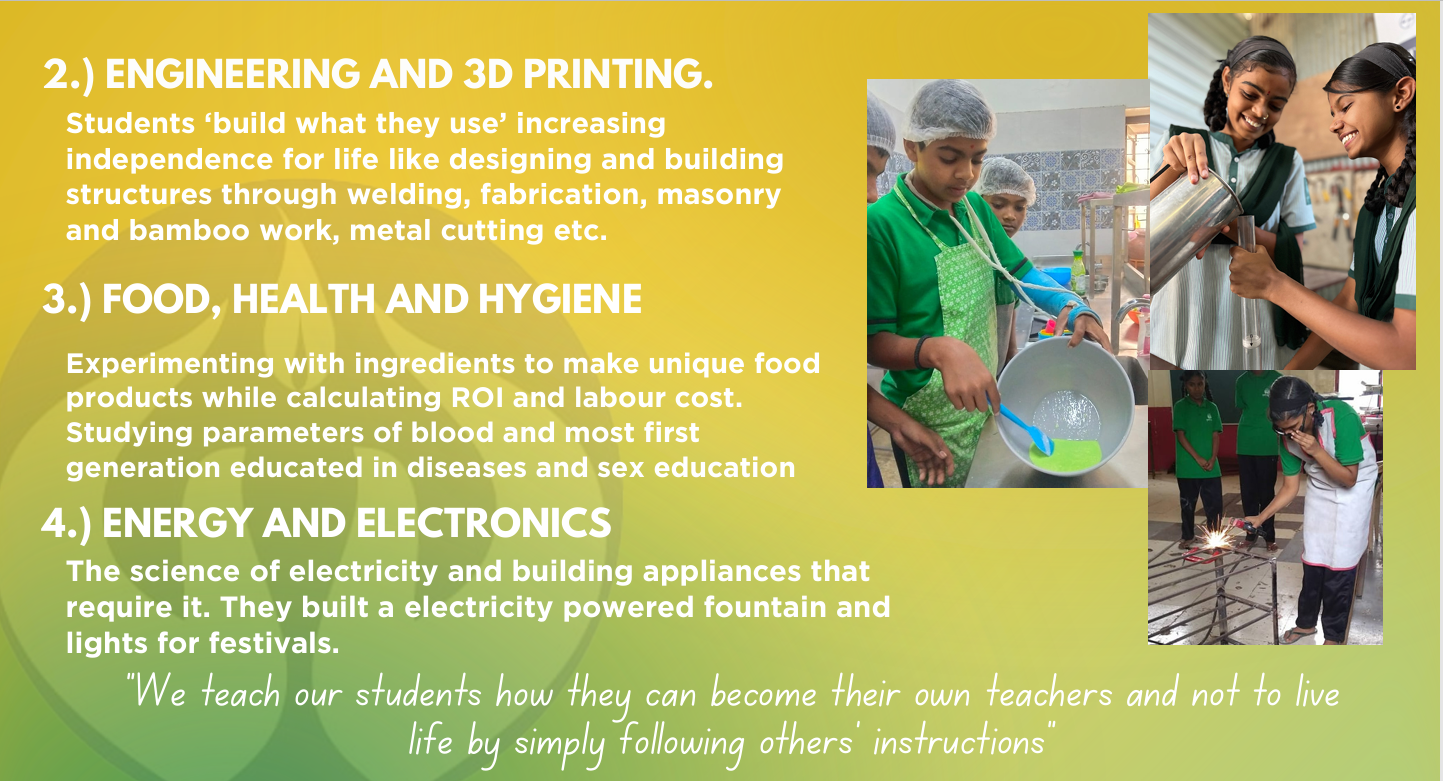 2.) ENGINEERING AND 3D PRINTING.
Students ‘build what they use’ increasing
independence for life like designing and building
structures through welding, fabrication, masonry
and bamboo work, metal cutting etc.
3.) FOOD, HEALTH AND HYGIENE
Experimenting with ingredients to make unique food
products while calculating ROI and labour cost.
Studying parameters of blood and most first
generation educated in diseases and sex education
4.) ENERGY AND ELECTRONICS
The science of electricity and building appliances that
require it. They built a electricity powered fountain and
lights for festivals.
"We teach our students how they can become their own teachers and not to live
life by simply following others' instructions"